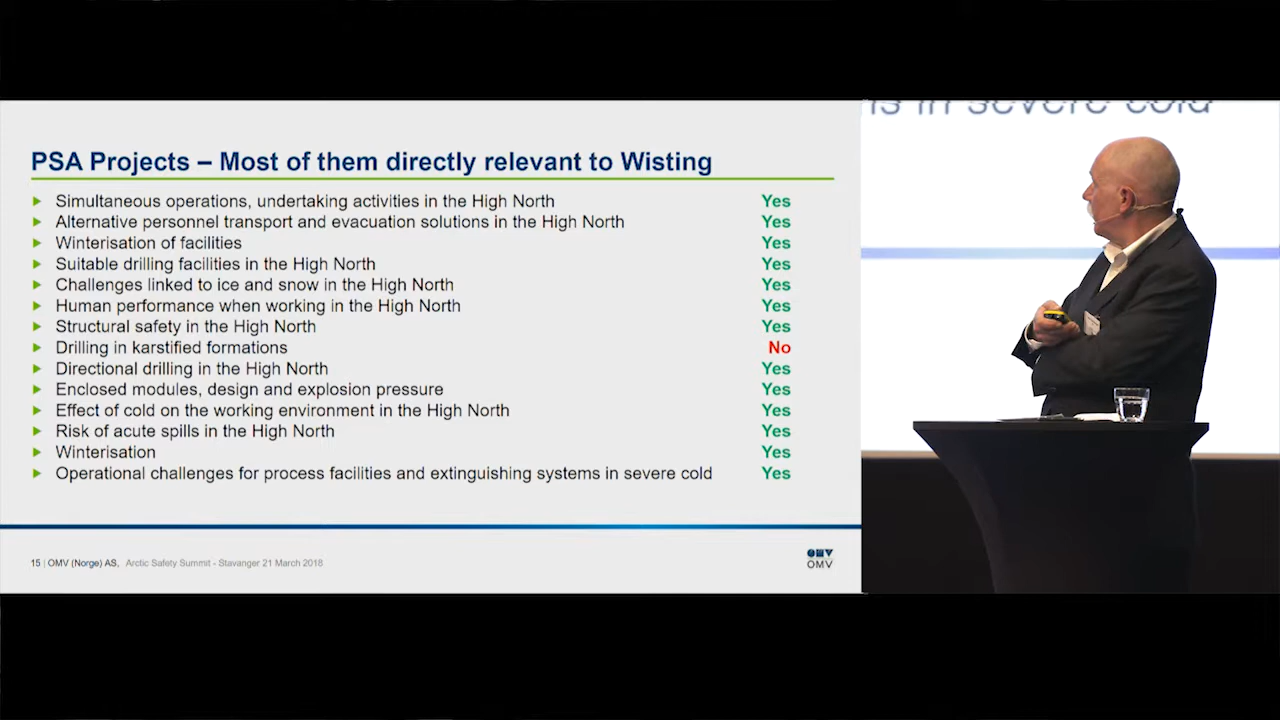 ns in severe cold
PSA Projects – Most of them directly relevant to Wisting
Simultaneous operations, undertaking activities in the High North Yes
Alternative personnel transport and evacuation solutions in the High North Yes
Winterisation of facilities Yes
Suitable drilling facilities in the High North Yes
Challenges linked to ice and snow in the High North Yes
Human performance when working in the High North Yes
Structural safety in the High North Yes
Drilling in karstified formations No
Directional drilling in the High North Yes
Enclosed modules, design and explosion pressure Yes
Effect of cold on the working environment in the High North Yes
Risk of acute spills in the High North Yes
Winterisation Yes
Operational challenges for process facilities and extinguishing systems in severe cold Yes
15 | OMV (Norge) AS, Arctic Safety Summit - Stavanger 21 March 2018
OMV
OMV